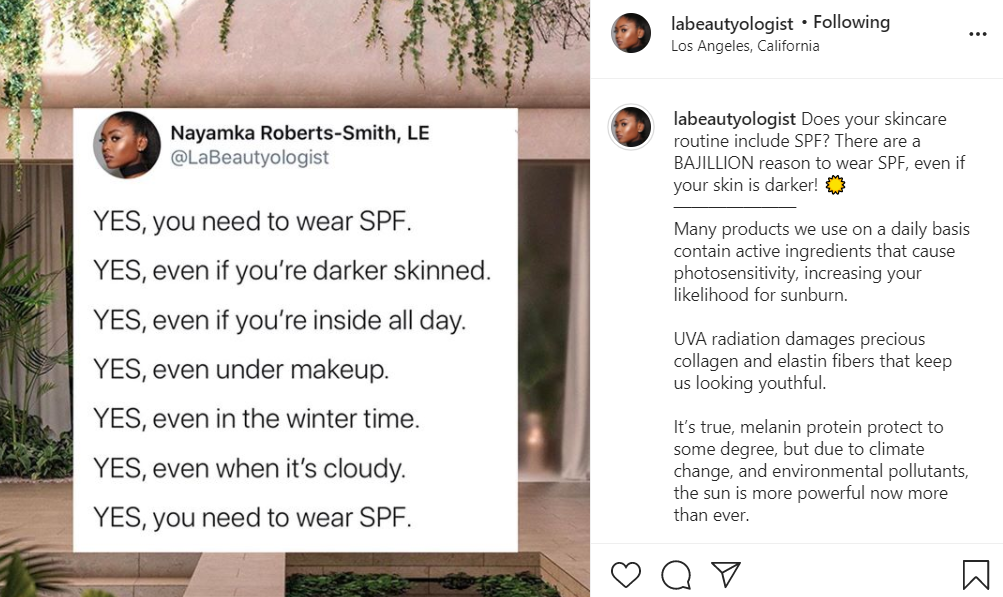 Nayamka Roberts-Smith, LE
@LaBeautyologist
YES, you need to wear SPF.
YES, even if you’re darker skinned.
YES, even if you’re inside all day.
YES, even under makeup.
YES, even in the winter time.
YES, even when it’s cloudy.
YES, you need to wear SPF.
labeautyologist • Following
Los Angeles, California
labeautyologist Does your skincare
routine include SPF? There are a
BAJILLION reason to wear SPF, even if
your skin is darker!
Many products we use on a daily basis
contain active ingredients that cause
photosensitivity, increasing your
likelihood for sunburn.
UVA radiation damages precious
collagen and elastin fibers that keep
us looking youthful.
It’s true, melanin protein protect to
some degree, but due to climate
change, and environmental pollutants,
the sun is more powerful now more
than ever.